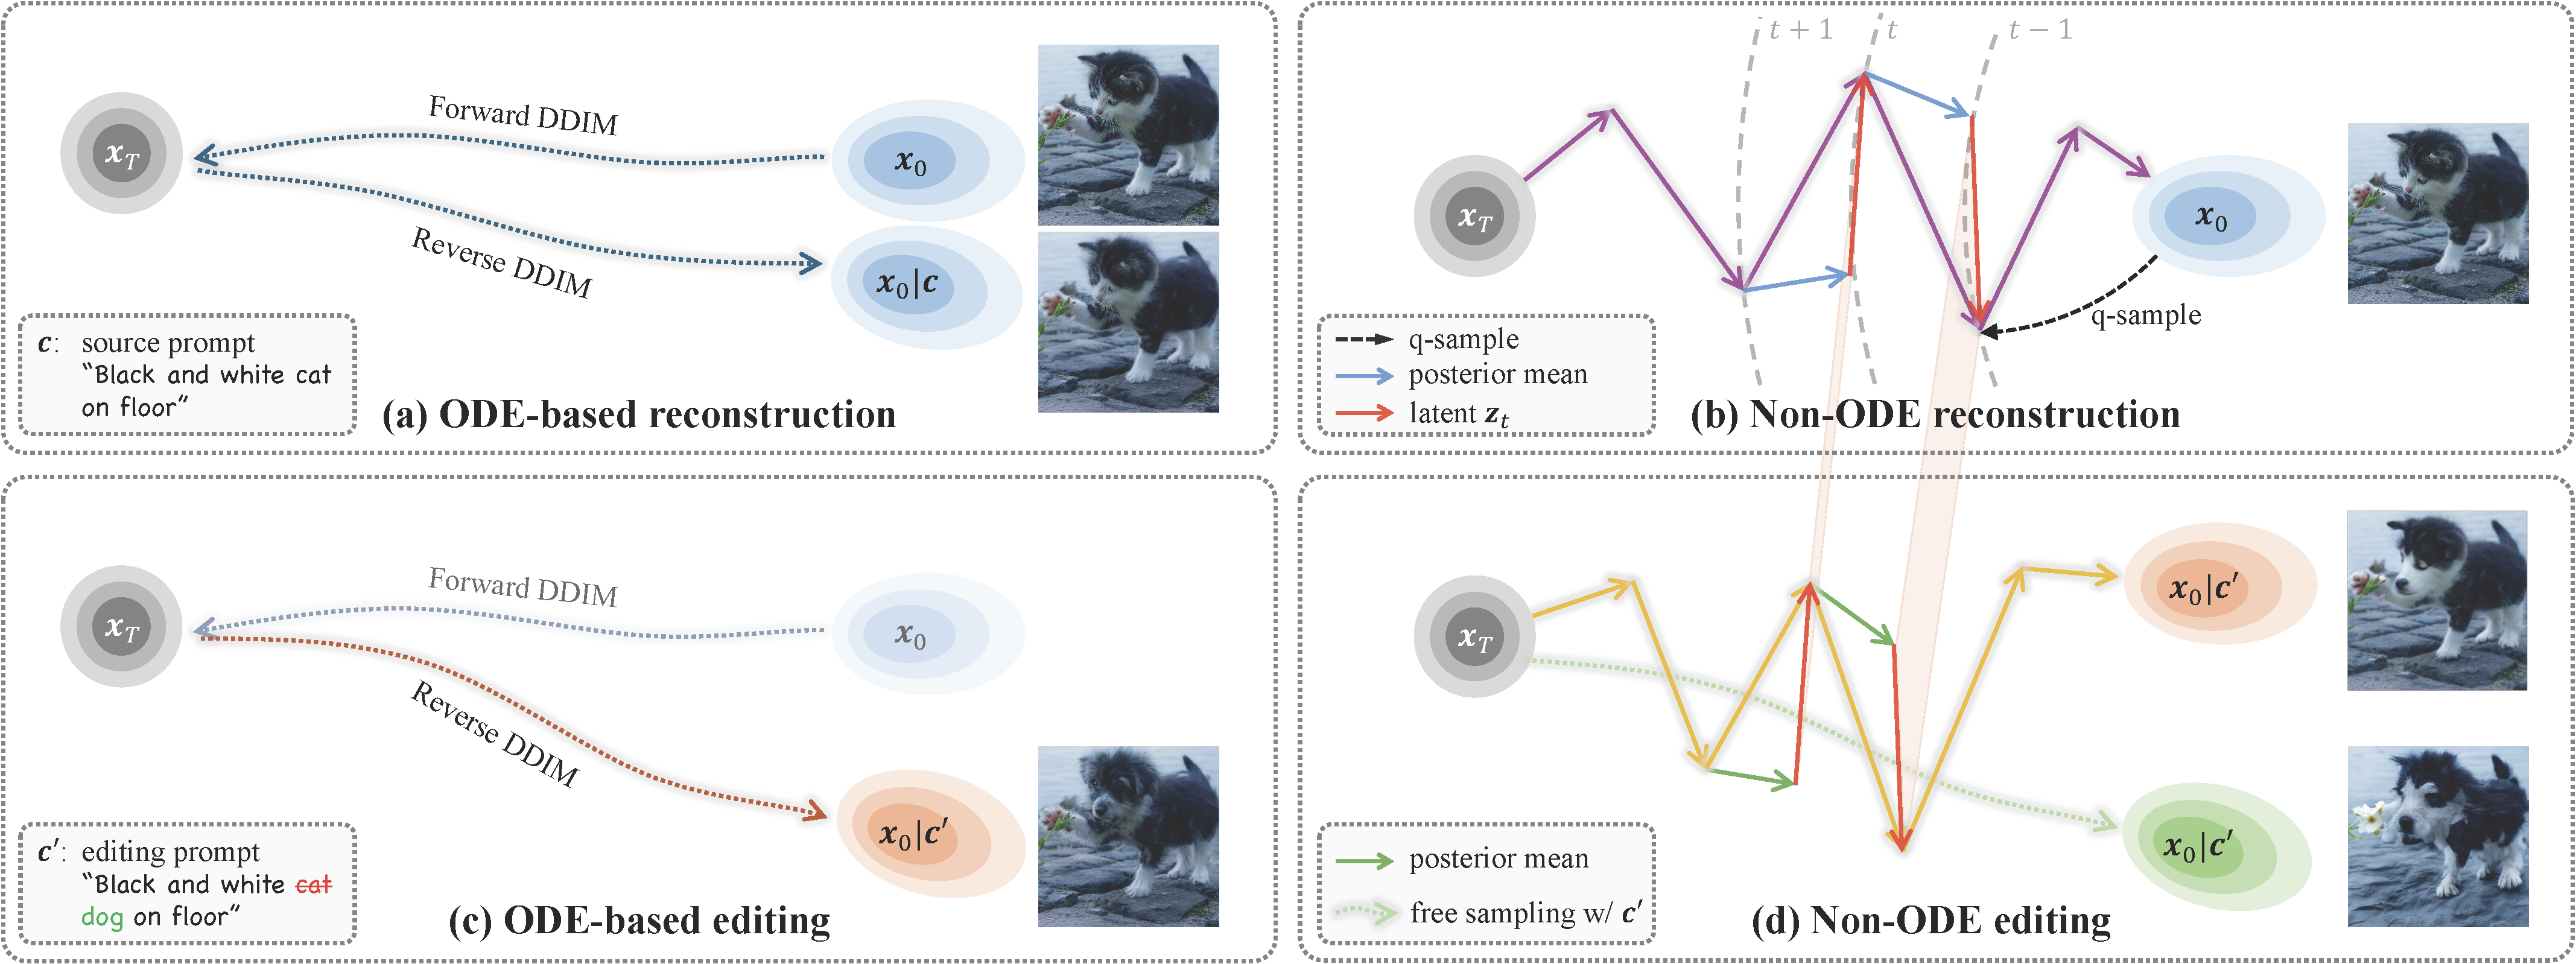 Forward DDIM
x_T
x_0
Reverse DDIM
x_0|c
c: source prompt
“Black and white cat
on floor”
(a) ODE-based reconstruction
t + 1
t
t − 1
x_T
x_0
q-sample
q-sample
posterior mean
latent z_t
(b) Non-ODE reconstruction
Forward DDIM
x_T
x_0
Reverse DDIM
x_0|c′
c′: editing prompt
“Black and white cat
dog on floor”
(c) ODE-based editing
x_T
x_0|c′
x_0|c′
posterior mean
free sampling w/ c′
(d) Non-ODE editing